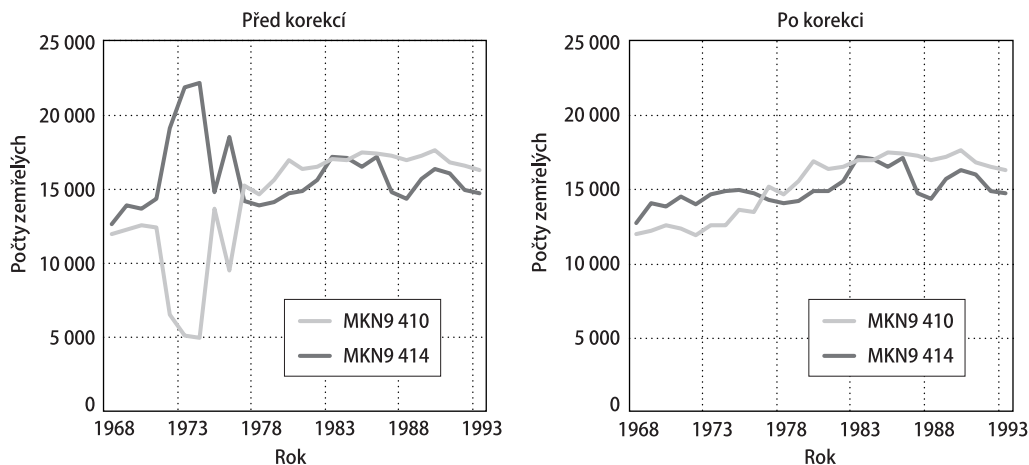 Před korekcí
25 000
20 000
15 000
10 000
5 000
0
Počty zemřelých
MKN9 410
MKN9 414
1968 1973 1978 1983 1988 1993
Rok
Po korekci
25 000
20 000
15 000
10 000
5 000
0
Počty zemřelých
MKN9 410
MKN9 414
1968 1973 1978 1983 1988 1993
Rok